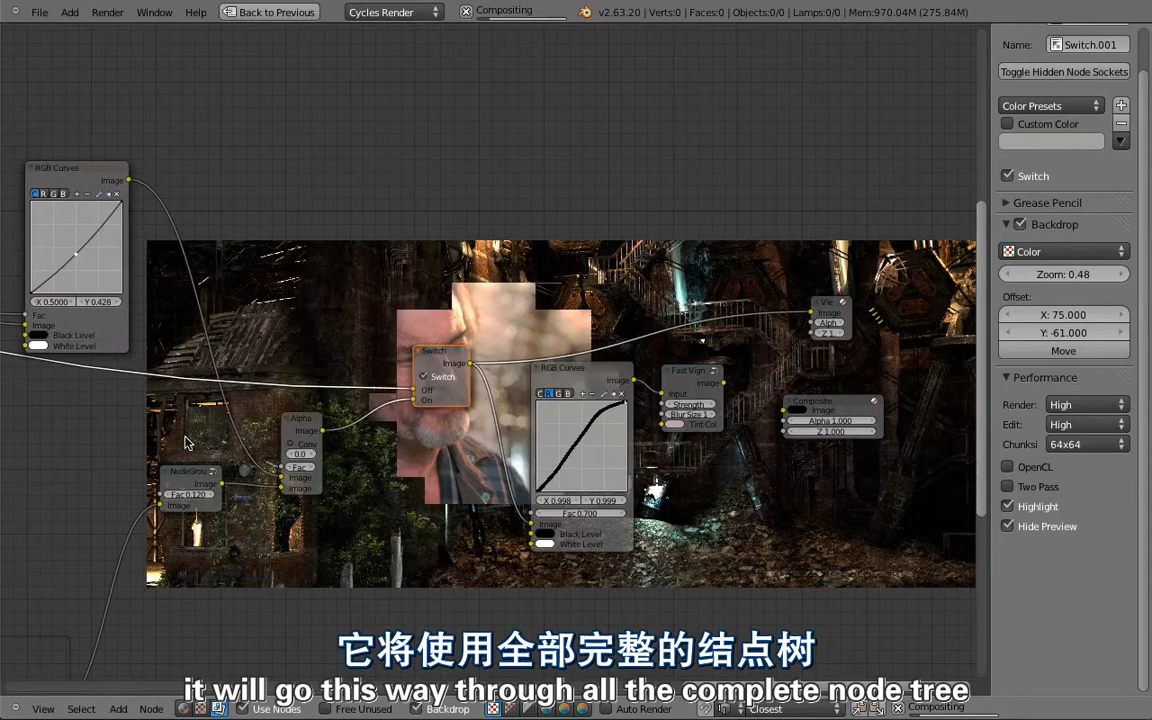 File Add Render Window Help Back to Previous Cycles Render Compositing v2.63.20 | Verts:0 | Faces:0 | Objects:0/0 | Lamps:0/0 | Mem:970.04M (275.84M)
Name: Switch.001
Toggle Hidden Node Sockets
Color Presets
Custom Color
Switch
Grease Pencil
Backdrop
Color
Zoom: 0.48
Offset:
X: 75.000
Y: -61.000
Move
Performance
Render: High
Edit: High
Chunksi 64x64
OpenCL
Two Pass
Highlight
Hide Preview
RGB Curves
Image
C R G B
X 0.5000 Y 0.428
Fac
Image
Black Level
White Level
NodeGrou
Image
Fac 0.120
Image
Alpha
Image
Conv
0.0
Fac
Image
Image
Switch
Image
Switch
Off
On
RGB Curves
Image
C R G B
X 0.998 Y 0.999
Fac 0.700
Image
Black Level
White Level
Fast Vign
Image
Input
Strength
Blur Size 1
Tint Col
Vie
Image
Alph
Z 1.
Composite
Image
Alpha 1.000
Z 1.000
它将使用全部完整的结点树
it will go this way through all the complete node tree
View Select Add Node Use Nodes Free Unused Backdrop Auto Render Closest Compositing